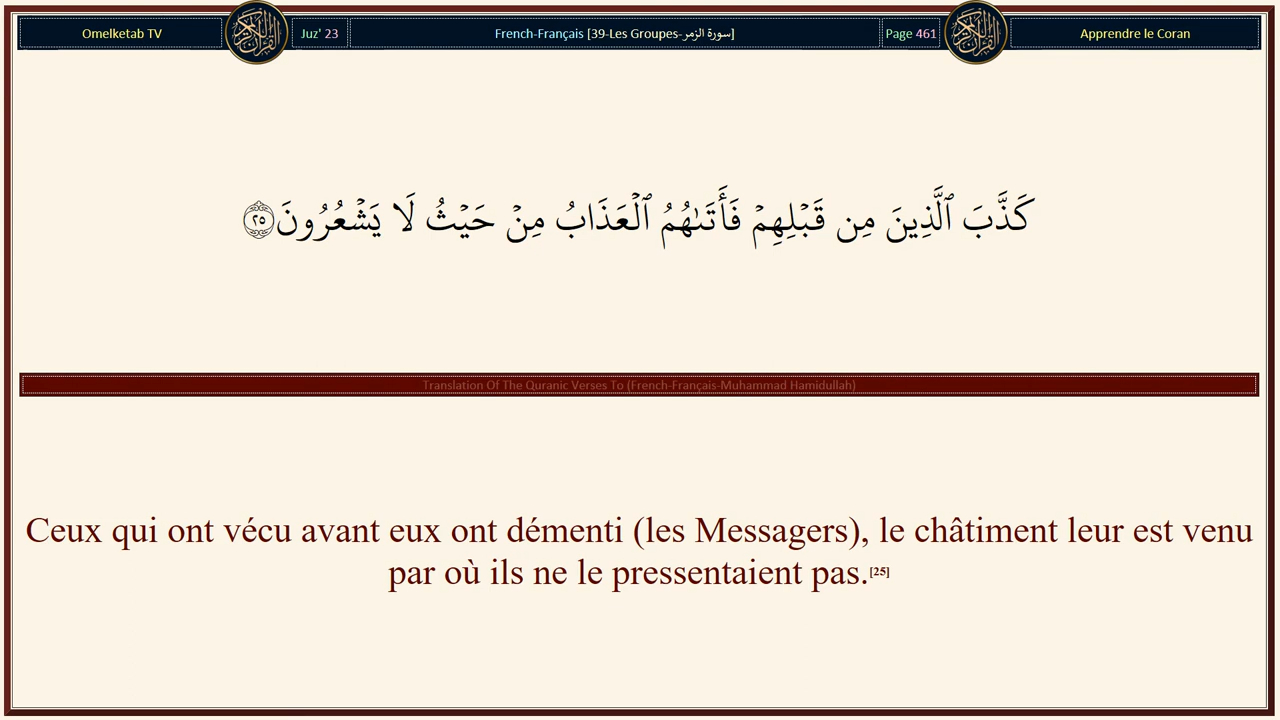 Omelketab TV
Juz' 23
French-Français [39-Les Groupes-سورة الزمر]
Page 461
Apprendre le Coran
كَذَّبَ ٱلَّذِينَ مِن قَبۡلِهِمۡ فَأَتَىٰهُمُ ٱلۡعَذَابُ مِنۡ حَيۡثُ لَا يَشۡعُرُونَ ٢٥
Translation Of The Quranic Verses To (French-Français-Muhammad Hamidullah)
Ceux qui ont vécu avant eux ont démenti (les Messagers), le châtiment leur est venu
par où ils ne le pressentaient pas.[25]